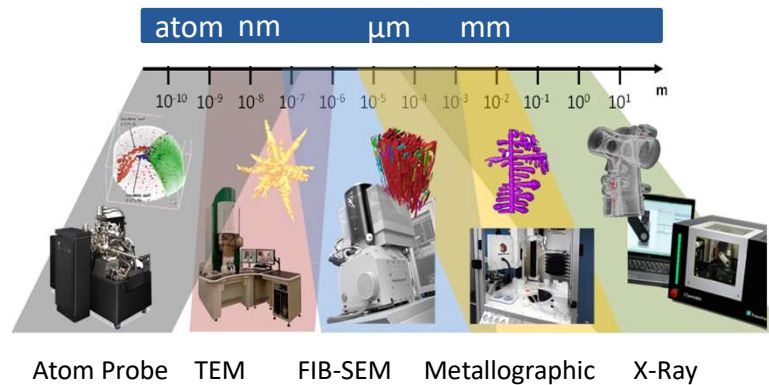 atom nm μm mm
10⁻¹⁰ 10⁻⁹ 10⁻⁸ 10⁻⁷ 10⁻⁶ 10⁻⁵ 10⁻⁴ 10⁻³ 10⁻² 10⁻¹ 10⁰ 10¹ m
Atom Probe TEM FIB-SEM Metallographic X-Ray